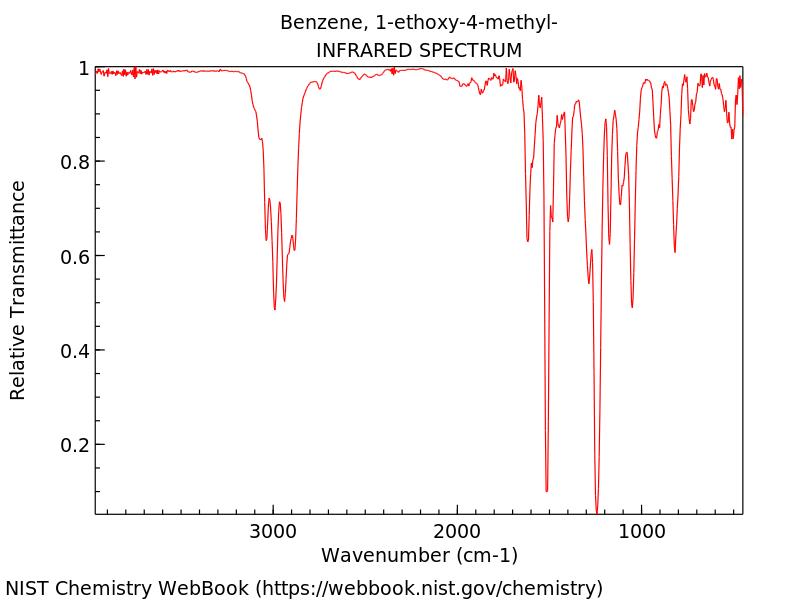 Benzene, 1-ethoxy-4-methyl-
INFRARED SPECTRUM
1
0.8
0.6
0.4
0.2
Relative Transmittance
3000 2000 1000
Wavenumber (cm-1)
NIST Chemistry WebBook (https://webbook.nist.gov/chemistry)